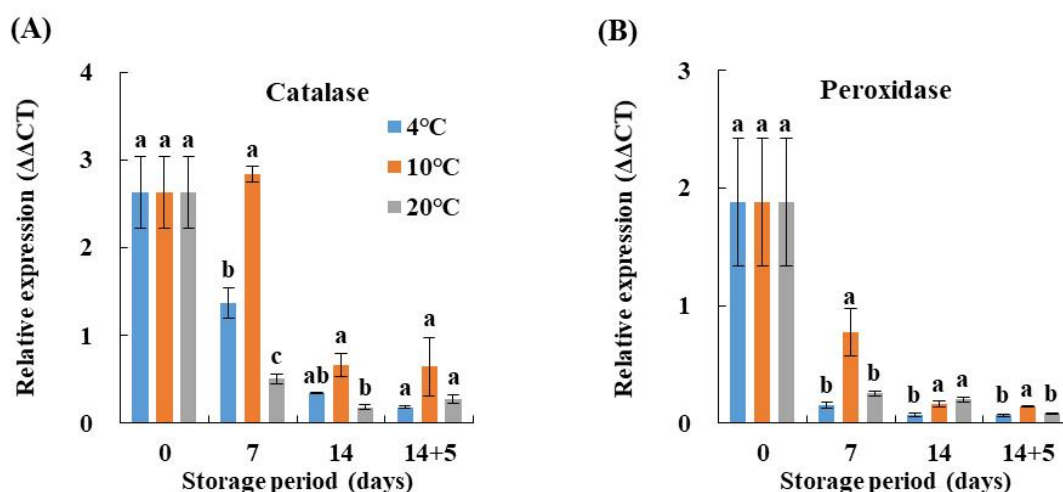 (A)
Catalase
4°C
10°C
20°C
Relative expression (ΔΔCT)
4
3
2
1
0
a a a
b a c
ab a b
a a a
0 7 14 14+5
Storage period (days)
(B)
Peroxidase
Relative expression (ΔΔCT)
3
2
1
0
a a a
b a b
b a a
b a b
0 7 14 14+5
Storage period (days)